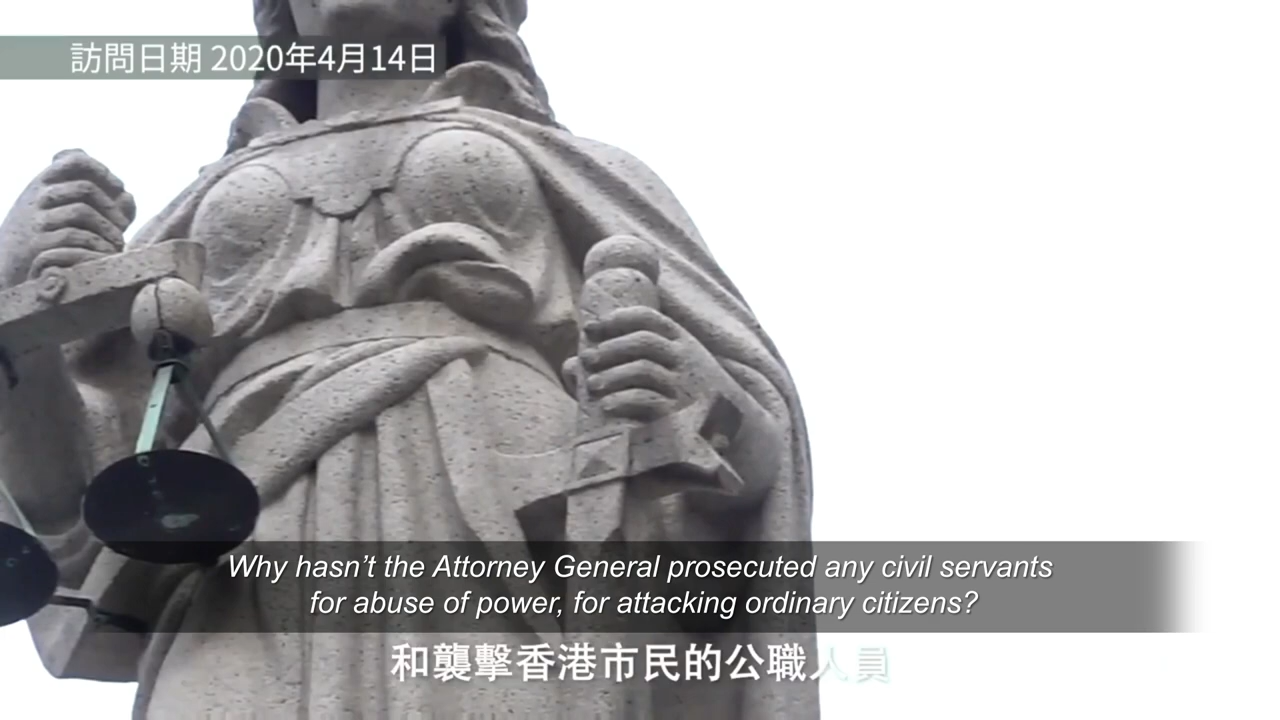 訪問日期 2020年4月14日
Why hasn't the Attorney General prosecuted any civil servants
for abuse of power, for attacking ordinary citizens?
和襲擊香港市民的公職人員